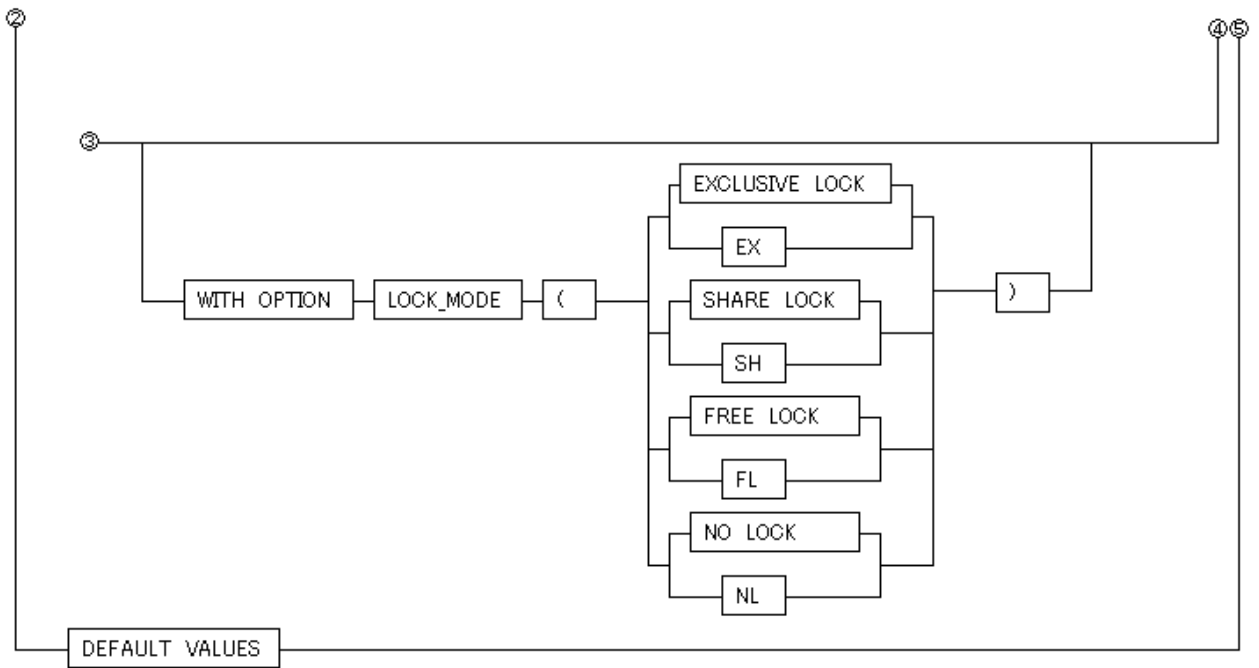 ②
④⑤
③
EXCLUSIVE LOCK
EX
WITH OPTION LOCK_MODE ( SHARE LOCK )
SH
FREE LOCK
FL
NO LOCK
NL
DEFAULT VALUES